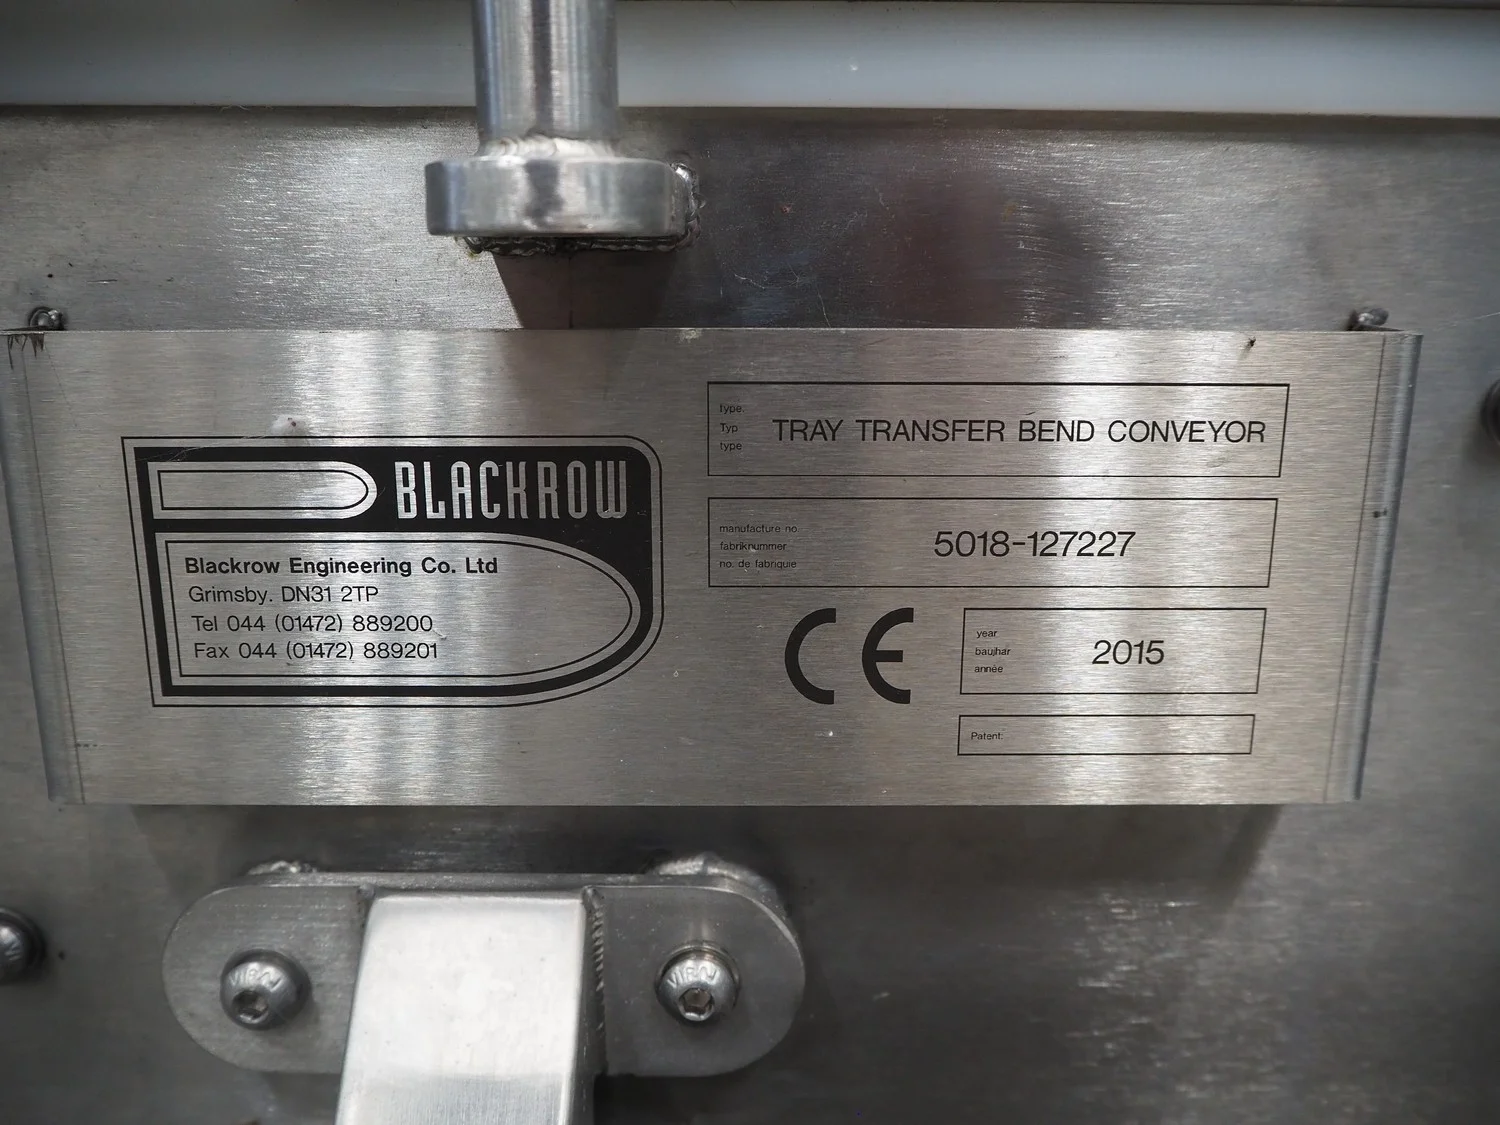 BLACKROW
Blackrow Engineering Co. Ltd
Grimsby. DN31 2TP
Tel 044 (01472) 889200
Fax 044 (01472) 889201
type.
Typ
type
TRAY TRANSFER BEND CONVEYOR
manufacture no.
fabriknummer
no. de fabriquie
5018-127227
CE
year
baujhar
année
2015
Patent: